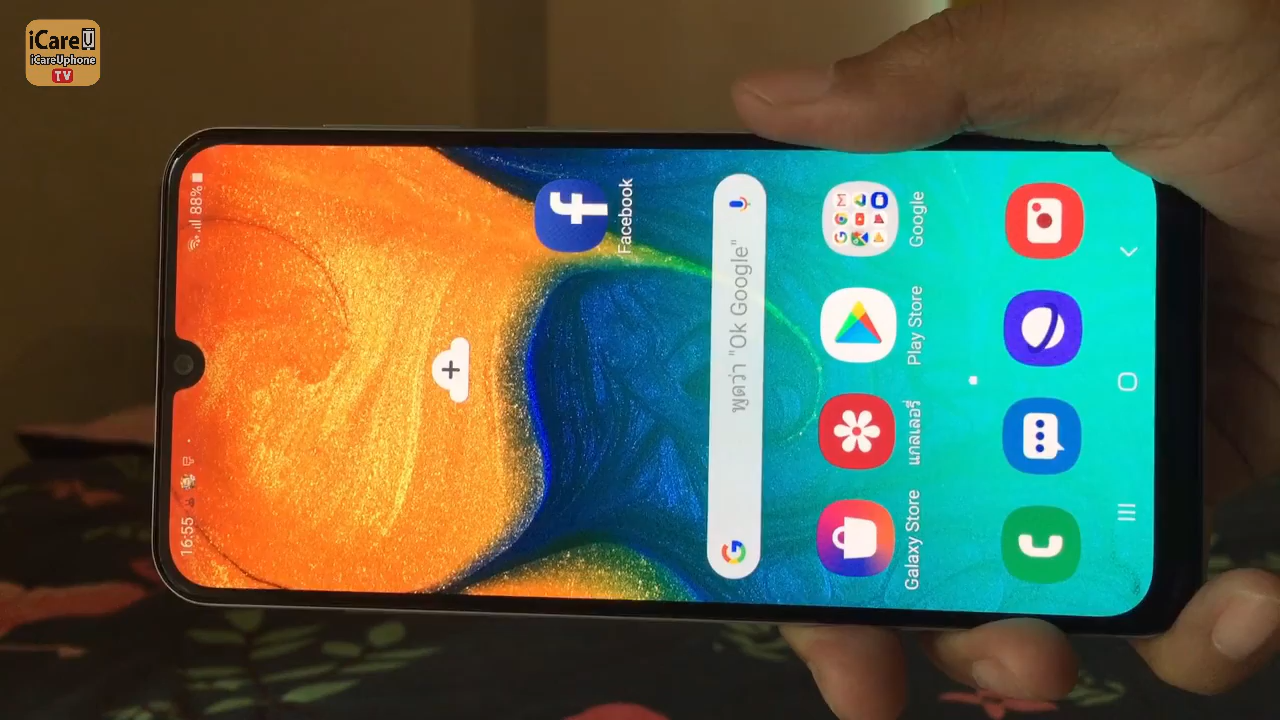 iCareU
iCareUphone
TV
16:55
88%
Facebook
พูดว่า "Ok Google"
Galaxy Store
แกลเลอรี่
Play Store
Google